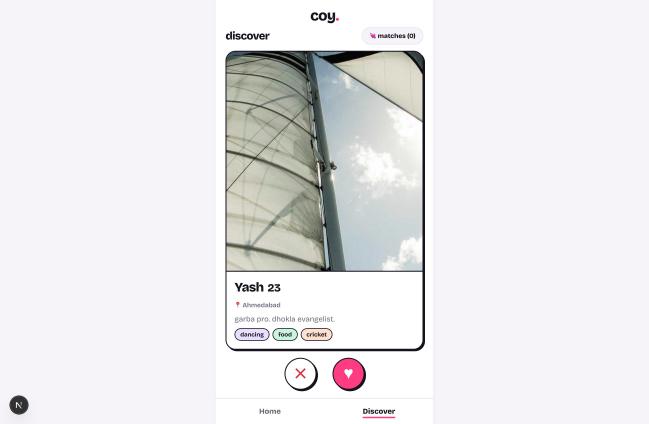 coy.
discover
matches (0)
Yash 23
Ahmedabad
garba pro. dhokla evangelist.
dancing food cricket
N
Home Discover